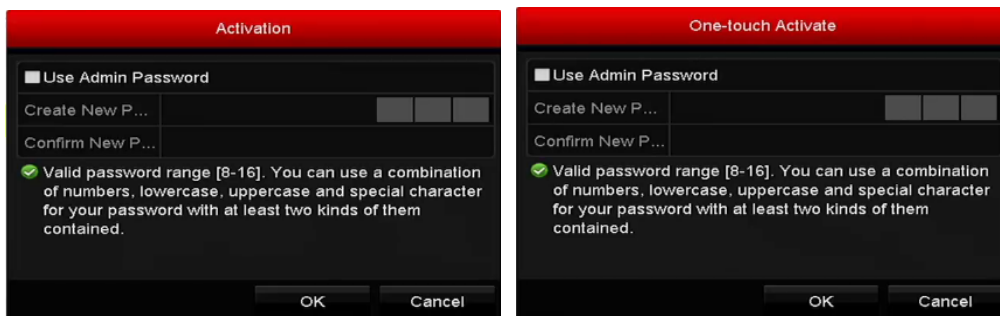 Activation
Use Admin Password
Create New P...
Confirm New P...
Valid password range [8-16]. You can use a combination
of numbers, lowercase, uppercase and special character
for your password with at least two kinds of them
contained.
OK Cancel
One-touch Activate
Use Admin Password
Create New P...
Confirm New P...
Valid password range [8-16]. You can use a combination
of numbers, lowercase, uppercase and special character
for your password with at least two kinds of them
contained.
OK Cancel